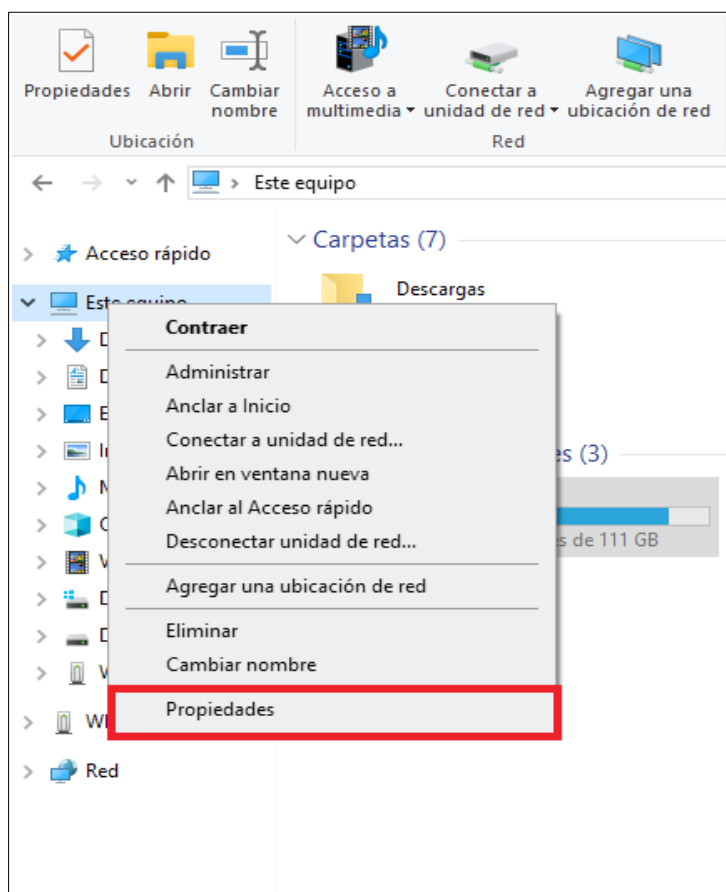 Propiedades
Abrir
Cambiar
nombre
Acceso a
multimedia
Conectar a
unidad de red
Agregar una
ubicación de red
Ubicación
Red
Este equipo
Acceso rápido
Este equipo
Red
Carpetas (7)
Descargas
(3)
de 111 GB
Contraer
Administrar
Anclar a Inicio
Conectar a unidad de red...
Abrir en ventana nueva
Anclar al Acceso rápido
Desconectar unidad de red...
Agregar una ubicación de red
Eliminar
Cambiar nombre
Propiedades